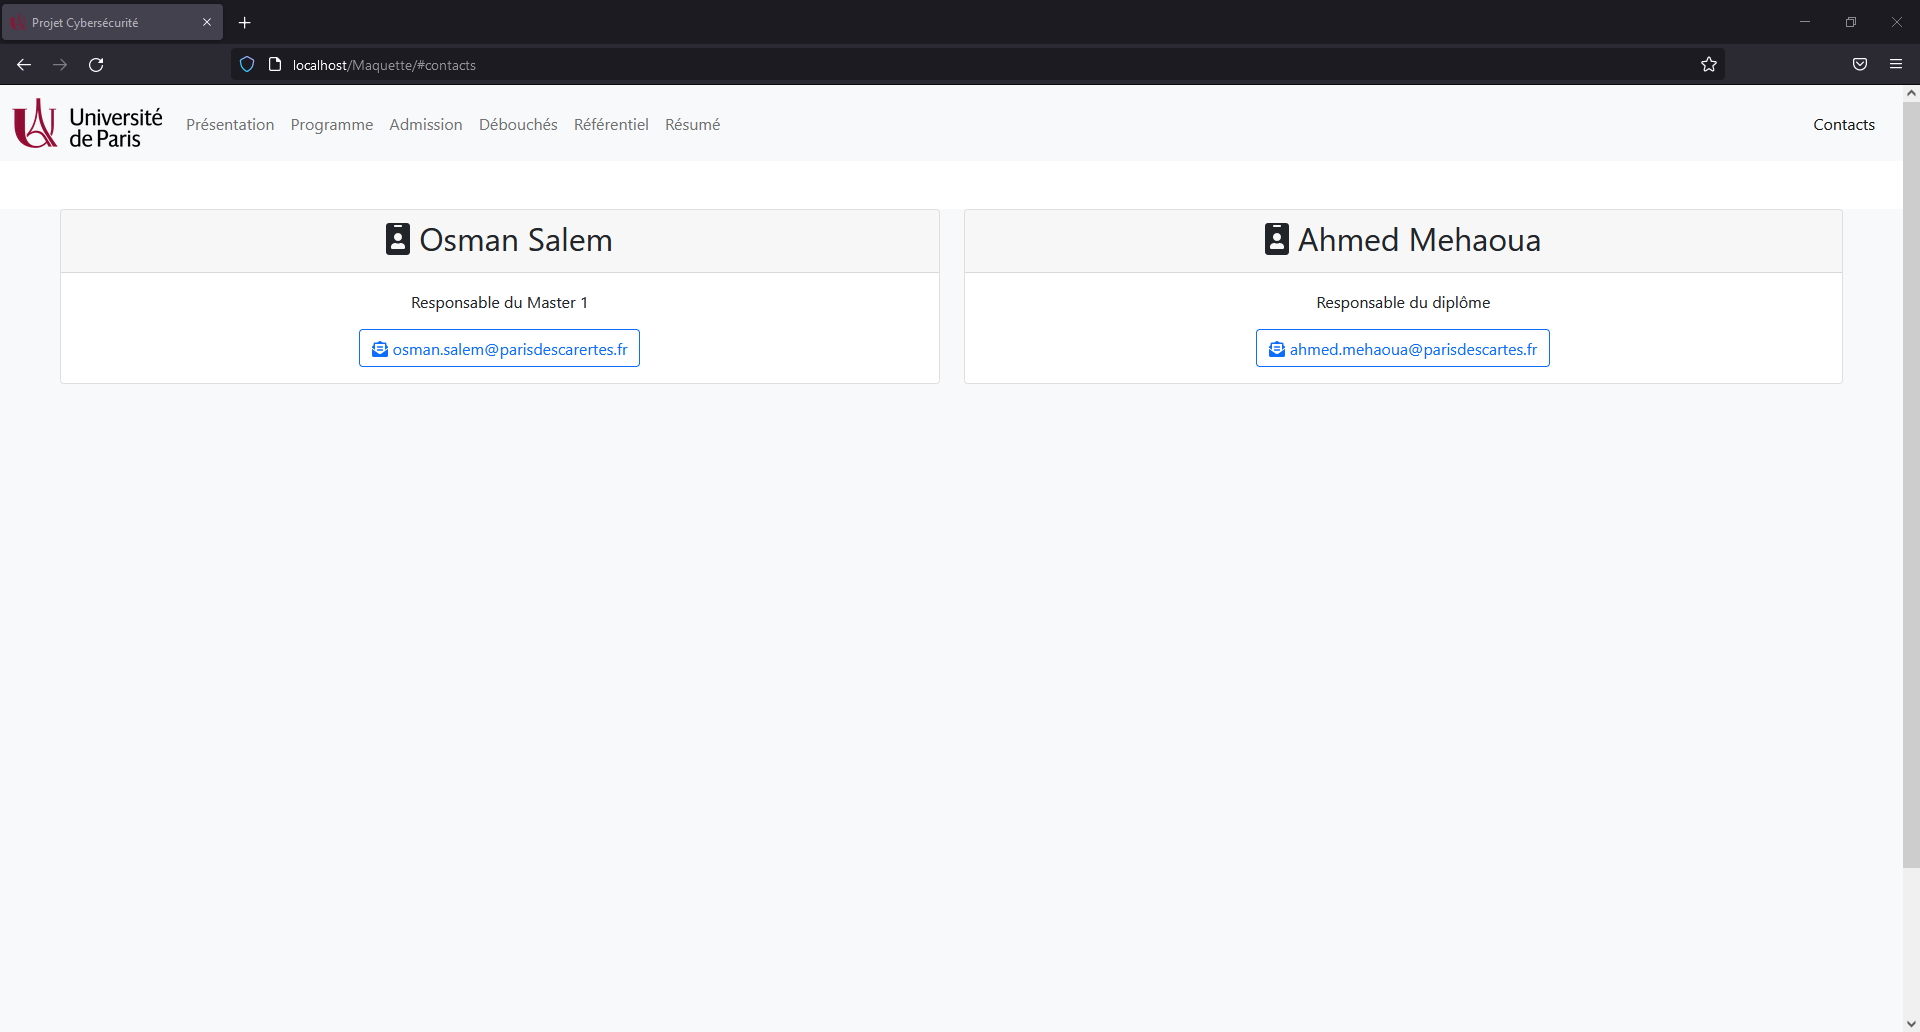 Projet Cybersécurité
localhost/Maquette/#contacts
Université
de Paris
Présentation Programme Admission Débouchés Référentiel Résumé Contacts
Osman Salem
Responsable du Master 1
osman.salem@parisdescarertes.fr
Ahmed Mehaoua
Responsable du diplôme
ahmed.mehaoua@parisdescartes.fr